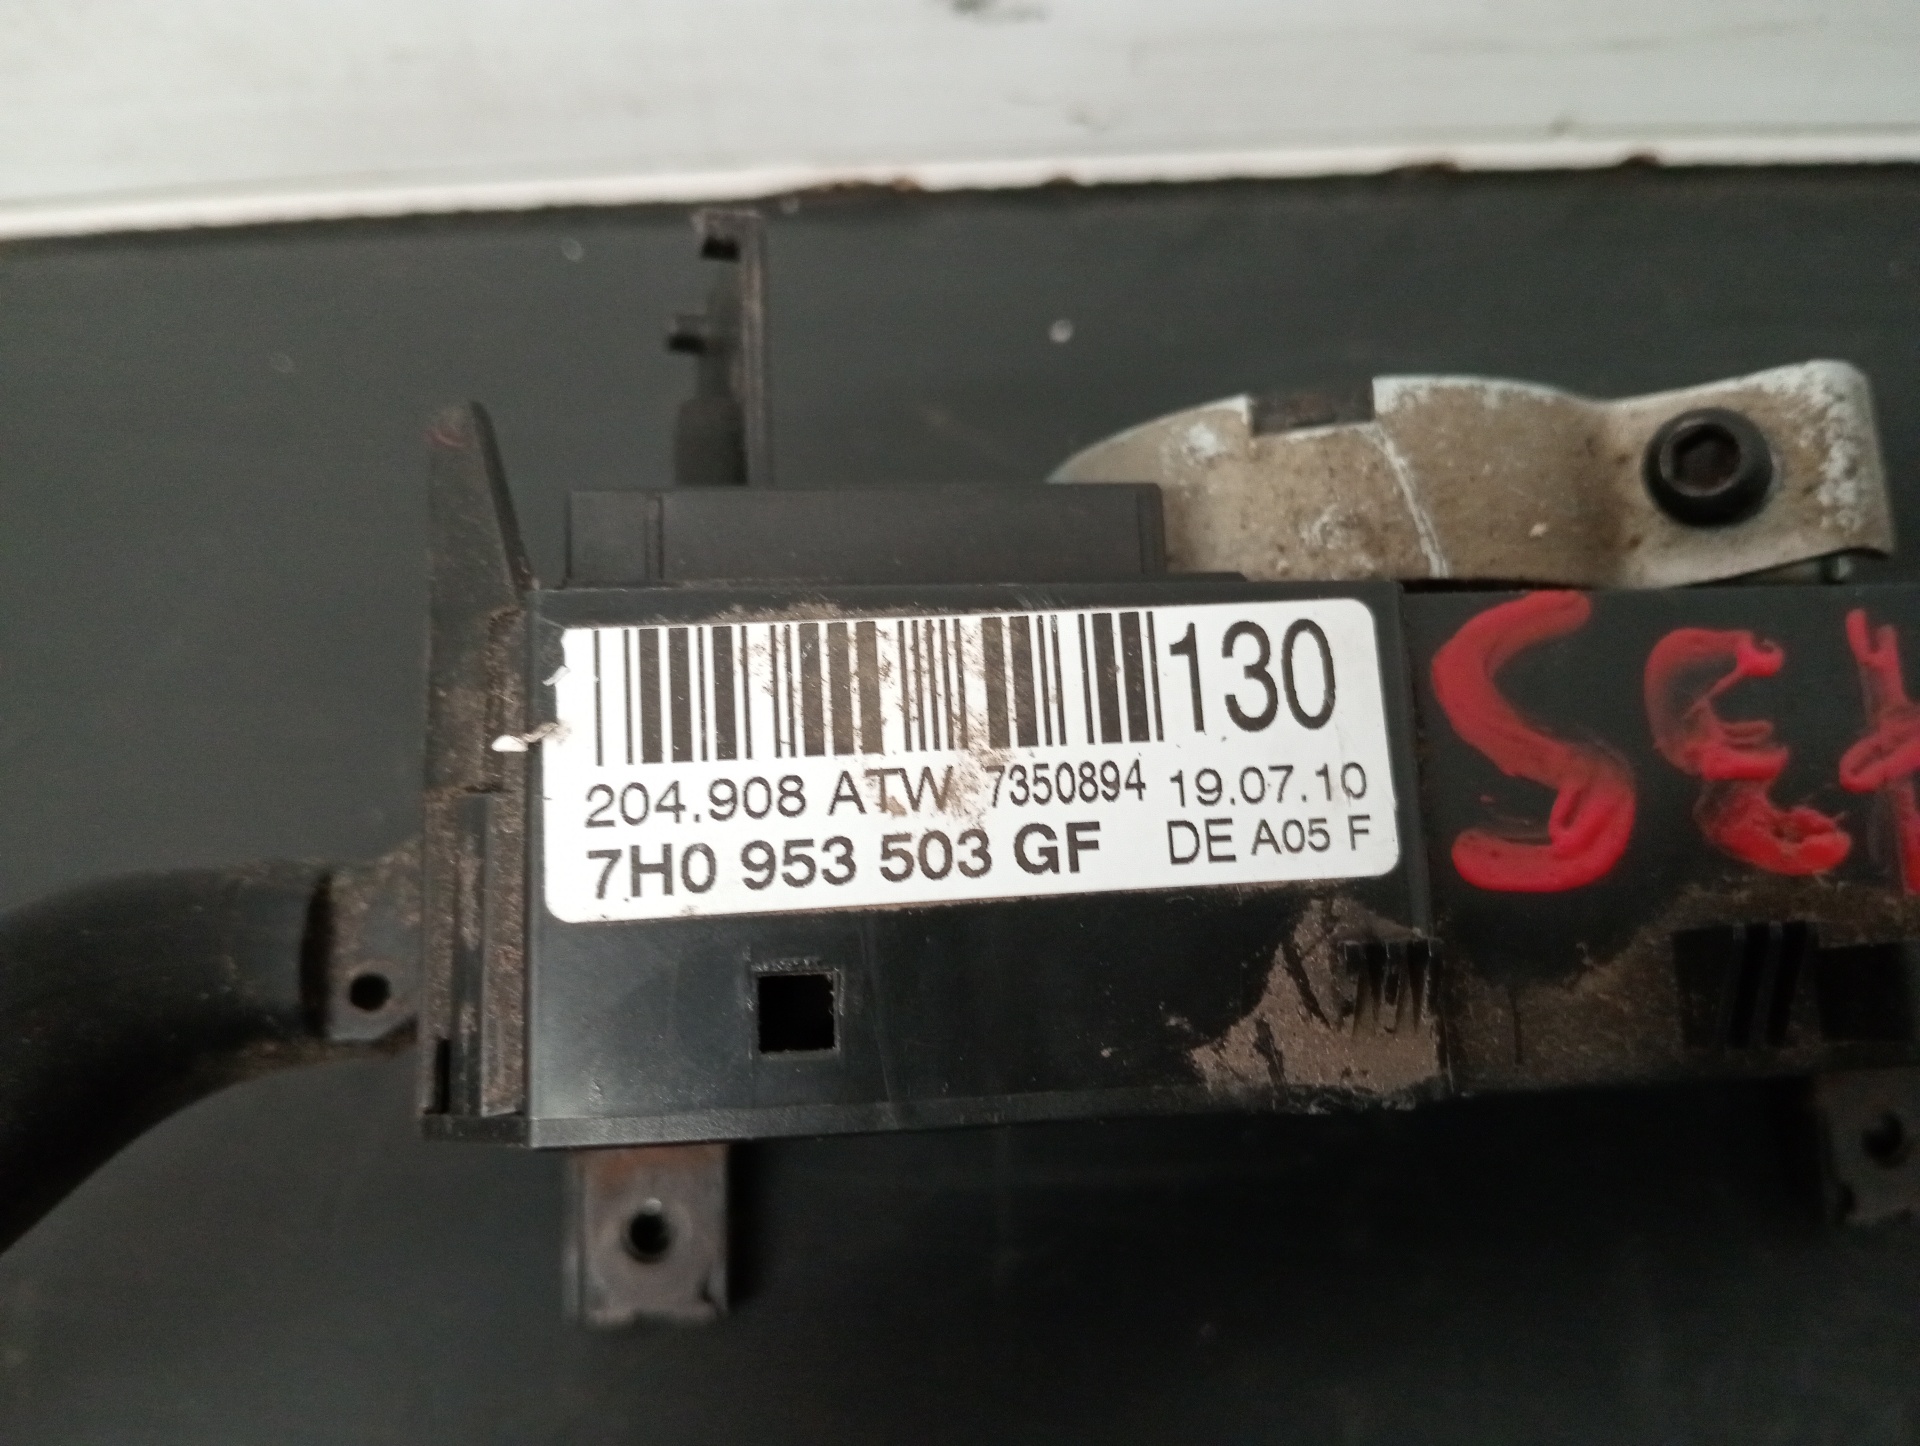 130
204.908 ATW 7350894 19.07.10
7H0 953 503 GF DE A05 F